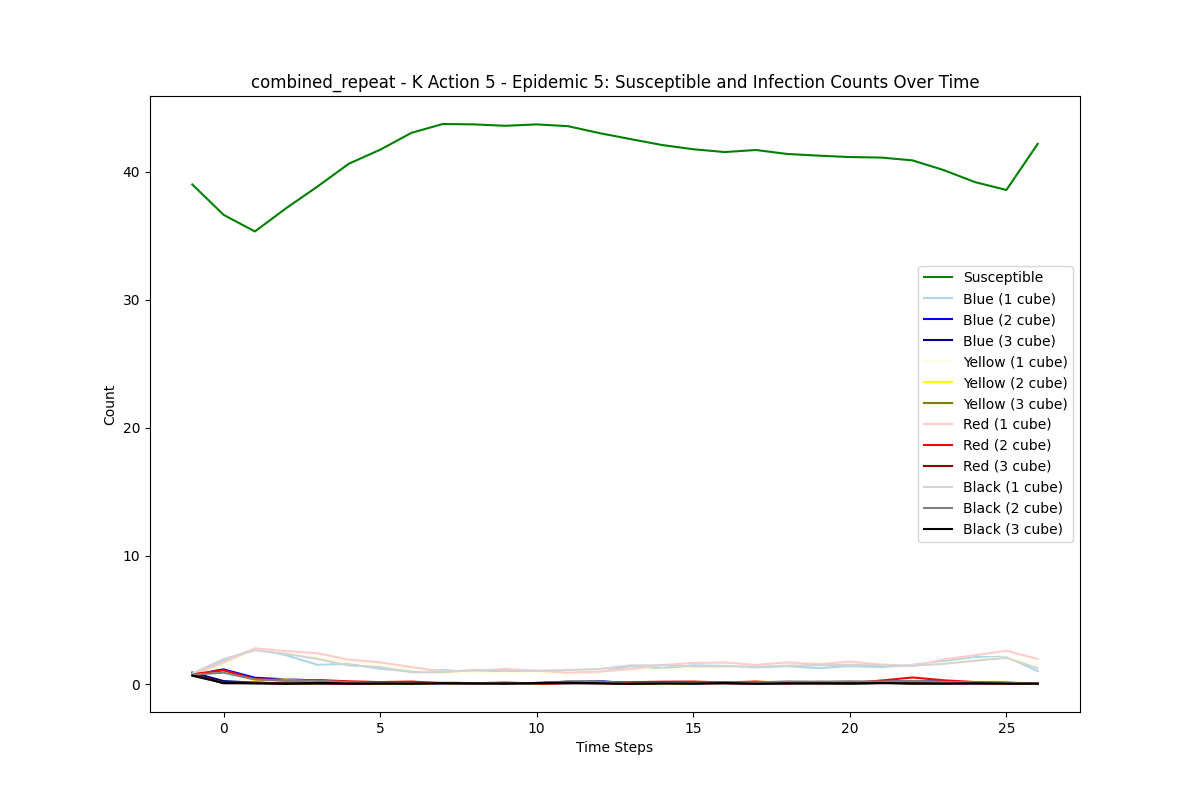 combined_repeat - K Action 5 - Epidemic 5: Susceptible and Infection Counts Over Time
Count
40
30
20
10
0
Susceptible
Blue (1 cube)
Blue (2 cube)
Blue (3 cube)
Yellow (1 cube)
Yellow (2 cube)
Yellow (3 cube)
Red (1 cube)
Red (2 cube)
Red (3 cube)
Black (1 cube)
Black (2 cube)
Black (3 cube)
0 5 10 15 20 25
Time Steps